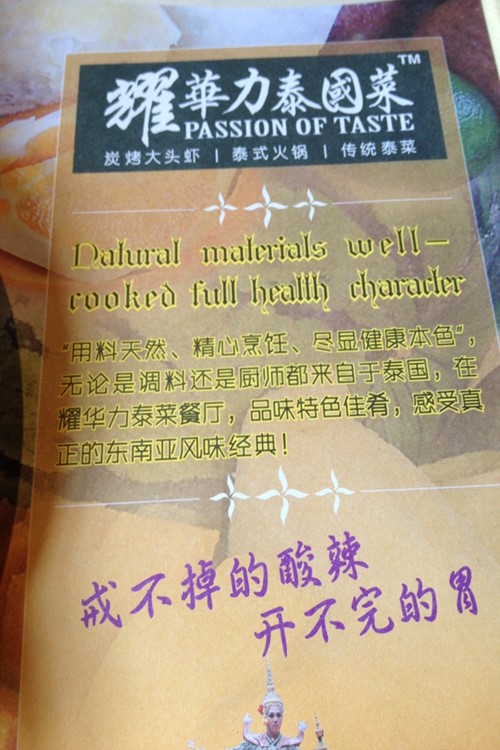 耀華力泰國菜™
PASSION OF TASTE
炭烤大头虾 | 泰式火锅 | 传统泰菜
Natural materials well-
cooked full health character
“用料天然、精心烹饪、尽显健康本色”,
无论是调料还是厨师都来自于泰国，在
耀华力泰菜餐厅，品味特色佳肴，感受真
正的东南亚风味经典！
戒不掉的酸辣
开不完的胃